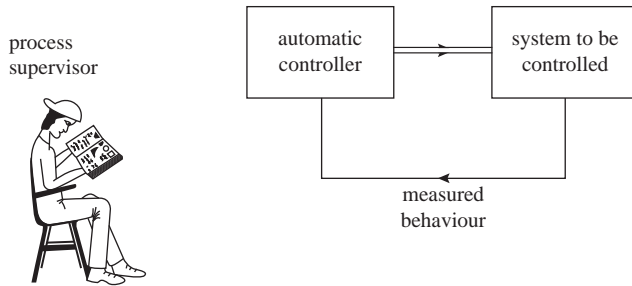 process
supervisor
automatic
controller
system to be
controlled
measured
behaviour